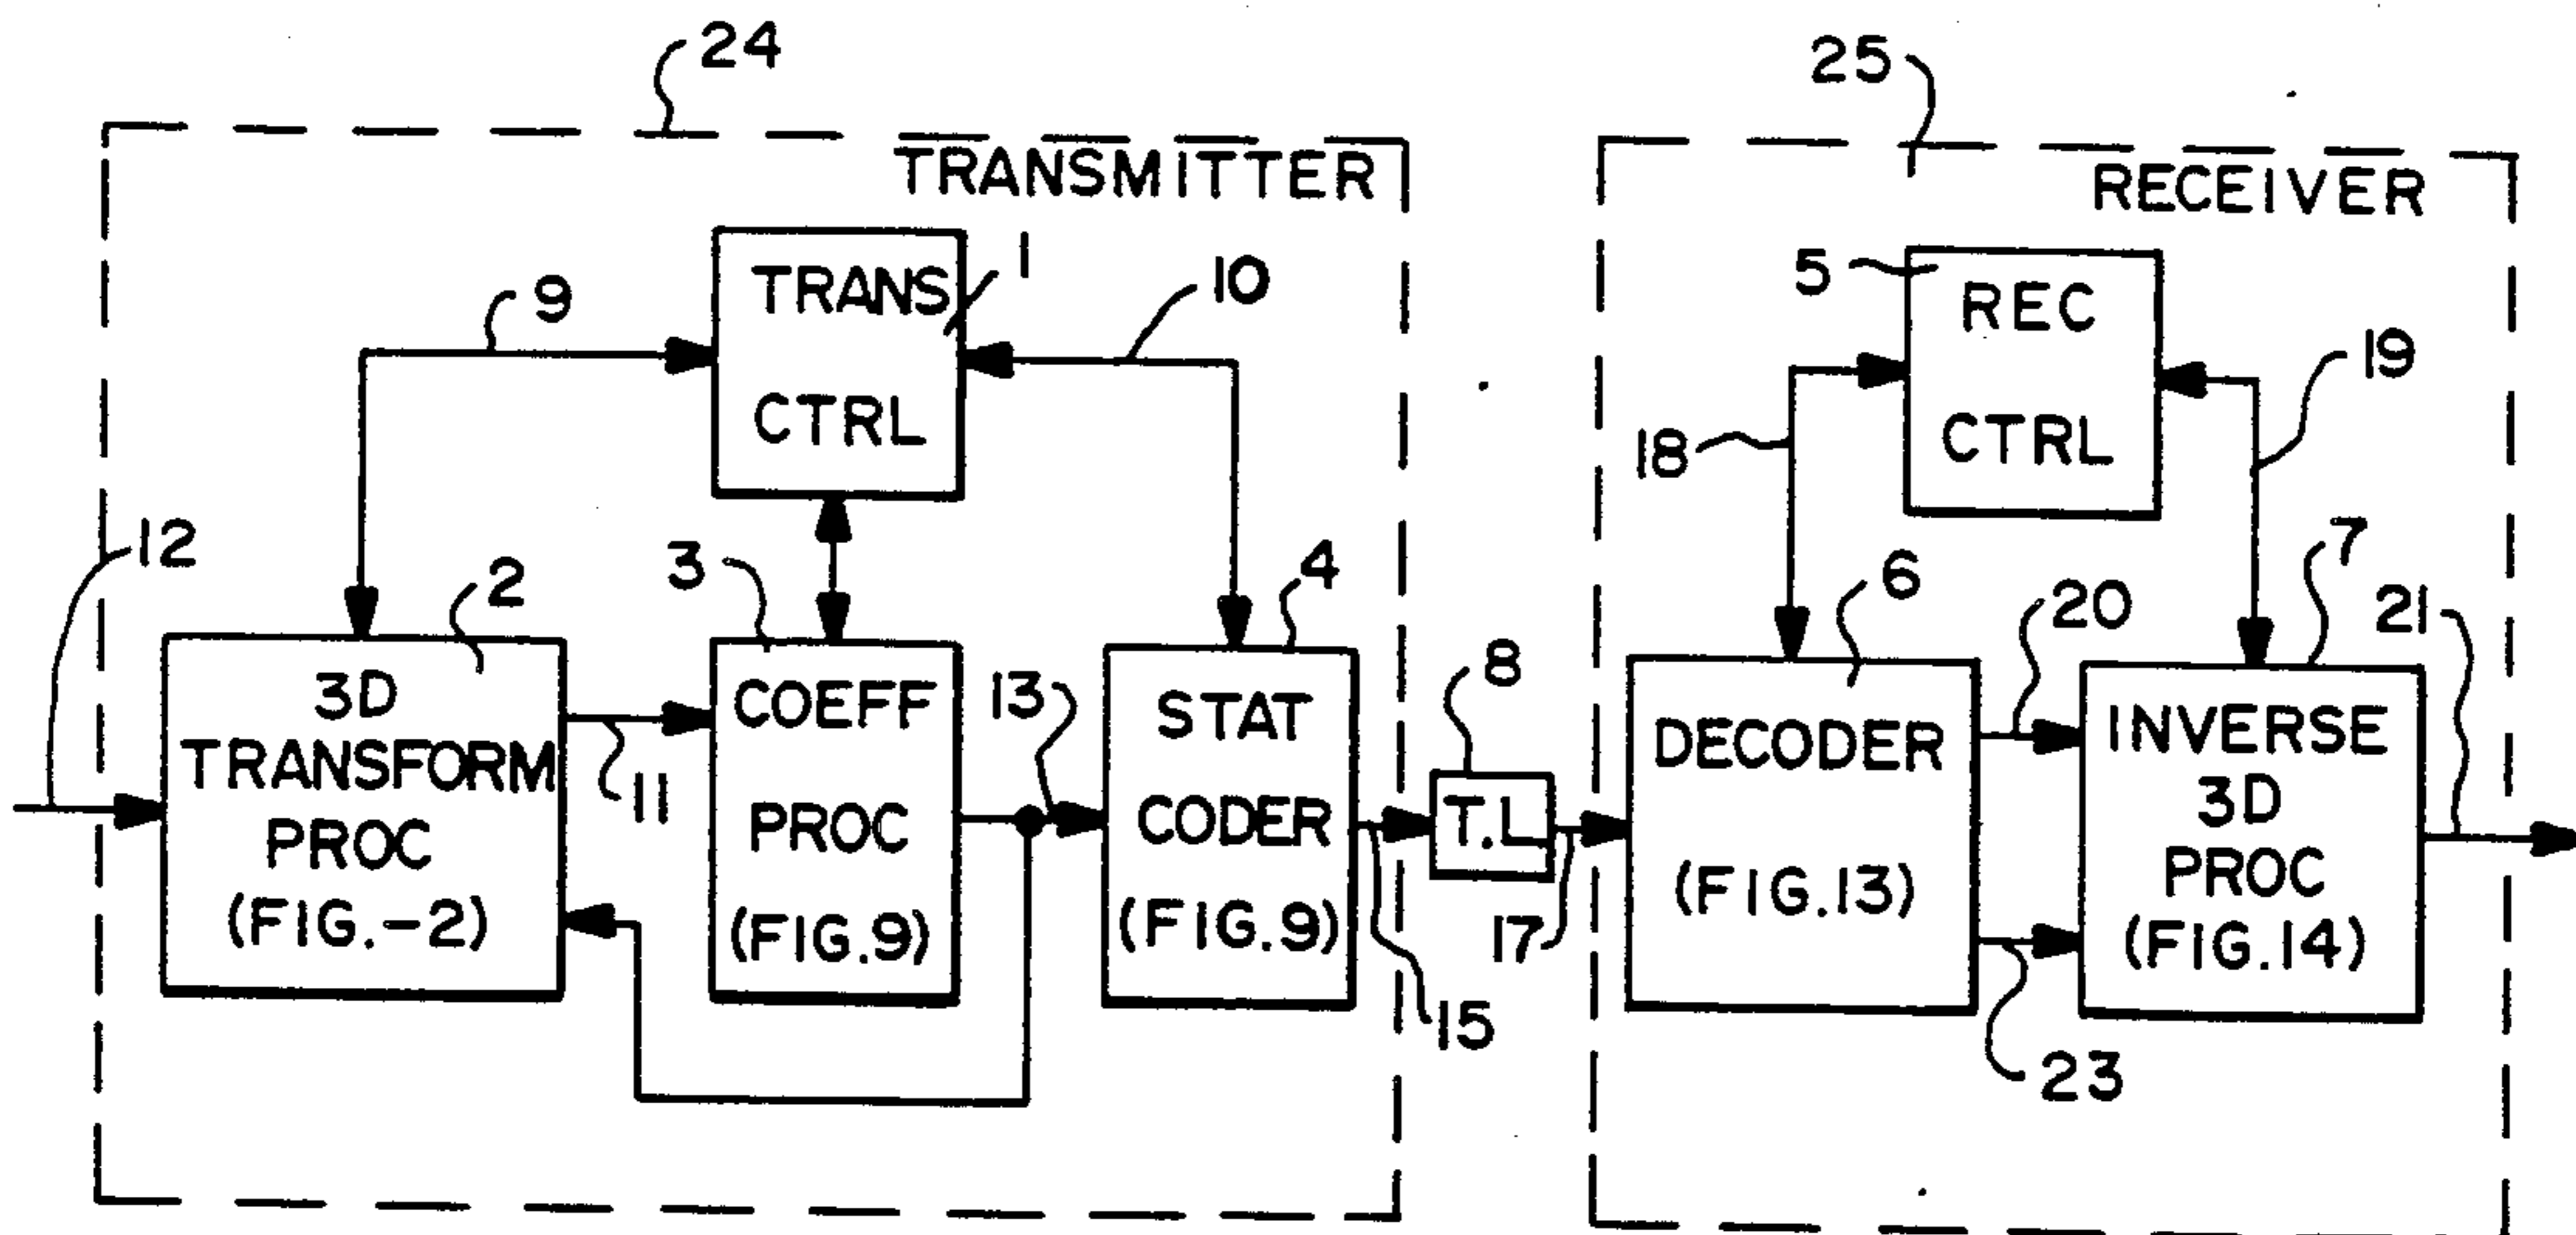 24
25
TRANSMITTER
RECEIVER
TRANS
CTRL
1
9
10
5
REC
CTRL
18
19
12
2
3D
TRANSFORM
PROC
(FIG.-2)
11
3
COEFF
PROC
(FIG.9)
13
4
STAT
CODER
(FIG.9)
15
8
T.L.
17
6
DECODER
(FIG.13)
20
23
7
INVERSE
3D
PROC
(FIG.14)
21